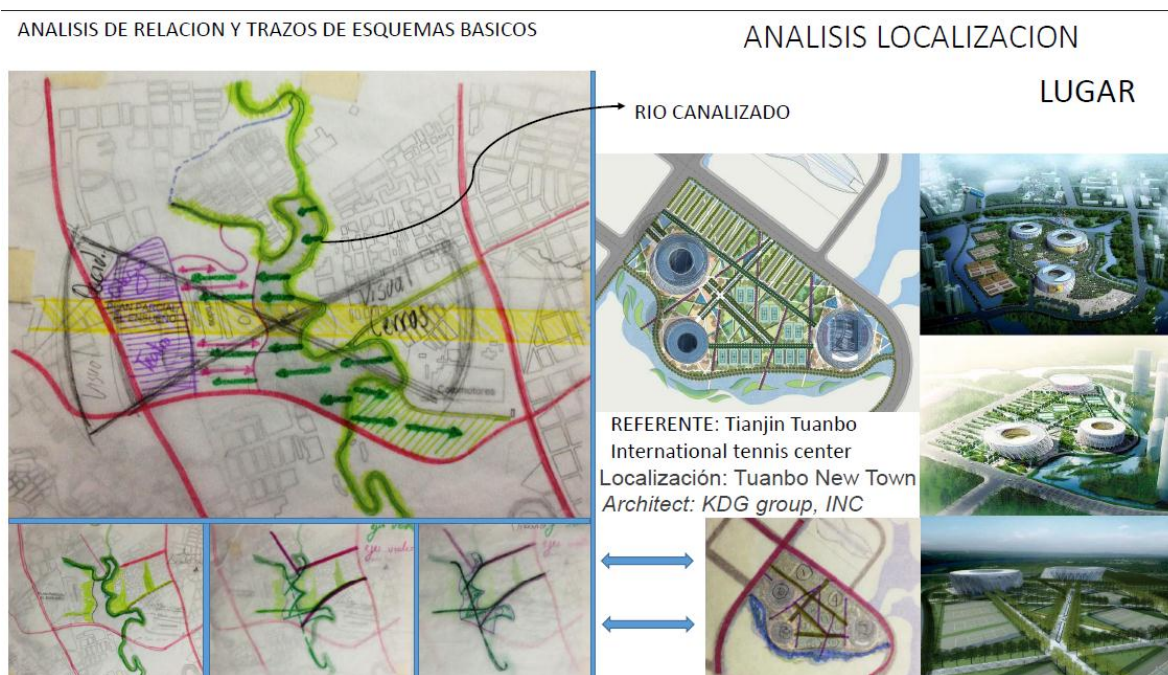 ANALISIS DE RELACION Y TRAZOS DE ESQUEMAS BASICOS
ANALISIS LOCALIZACION
LUGAR
RIO CANALIZADO
Visual
Cerros
Visual
REFERENTE: Tianjin Tuanbo
International tennis center
Localización: Tuanbo New Town
Architect: KDG group, INC